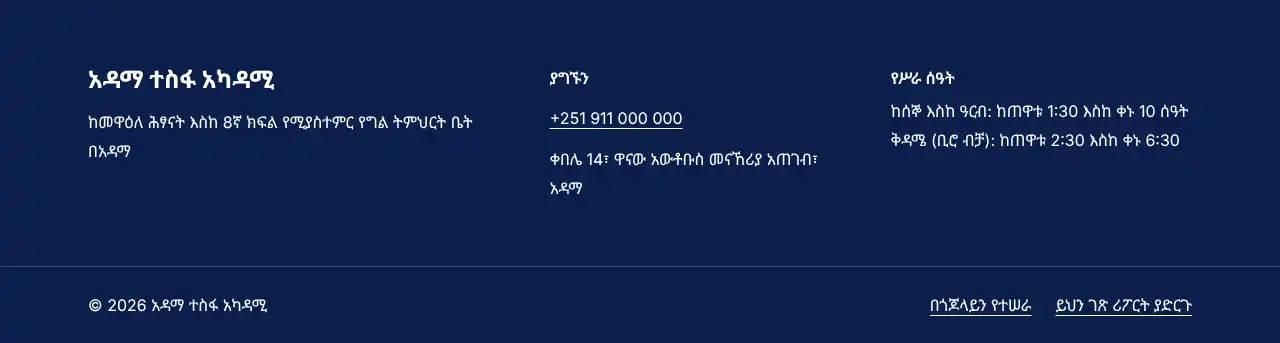 አዳማ ተስፋ አካዳሚ
ከመዋዕለ ሕፃናት እስከ 8ኛ ክፍል የሚያስተምር የግል ትምህርት ቤት
በአዳማ
ያግኙን
+251 911 000 000
ቀበሌ 14፣ ዋናው አውቶቡስ መናኸሪያ አጠገብ፣
አዳማ
የሥራ ሰዓት
ከሰኞ እስከ ዓርብ: ከጠዋቱ 1:30 እስከ ቀኑ 10 ሰዓት
ቅዳሜ (ቢሮ ብቻ): ከጠዋቱ 2:30 እስከ ቀኑ 6:30
© 2026 አዳማ ተስፋ አካዳሚ
በጎጆላይን የተሠራ
ይህን ገጽ ሪፖርት ያድርጉ